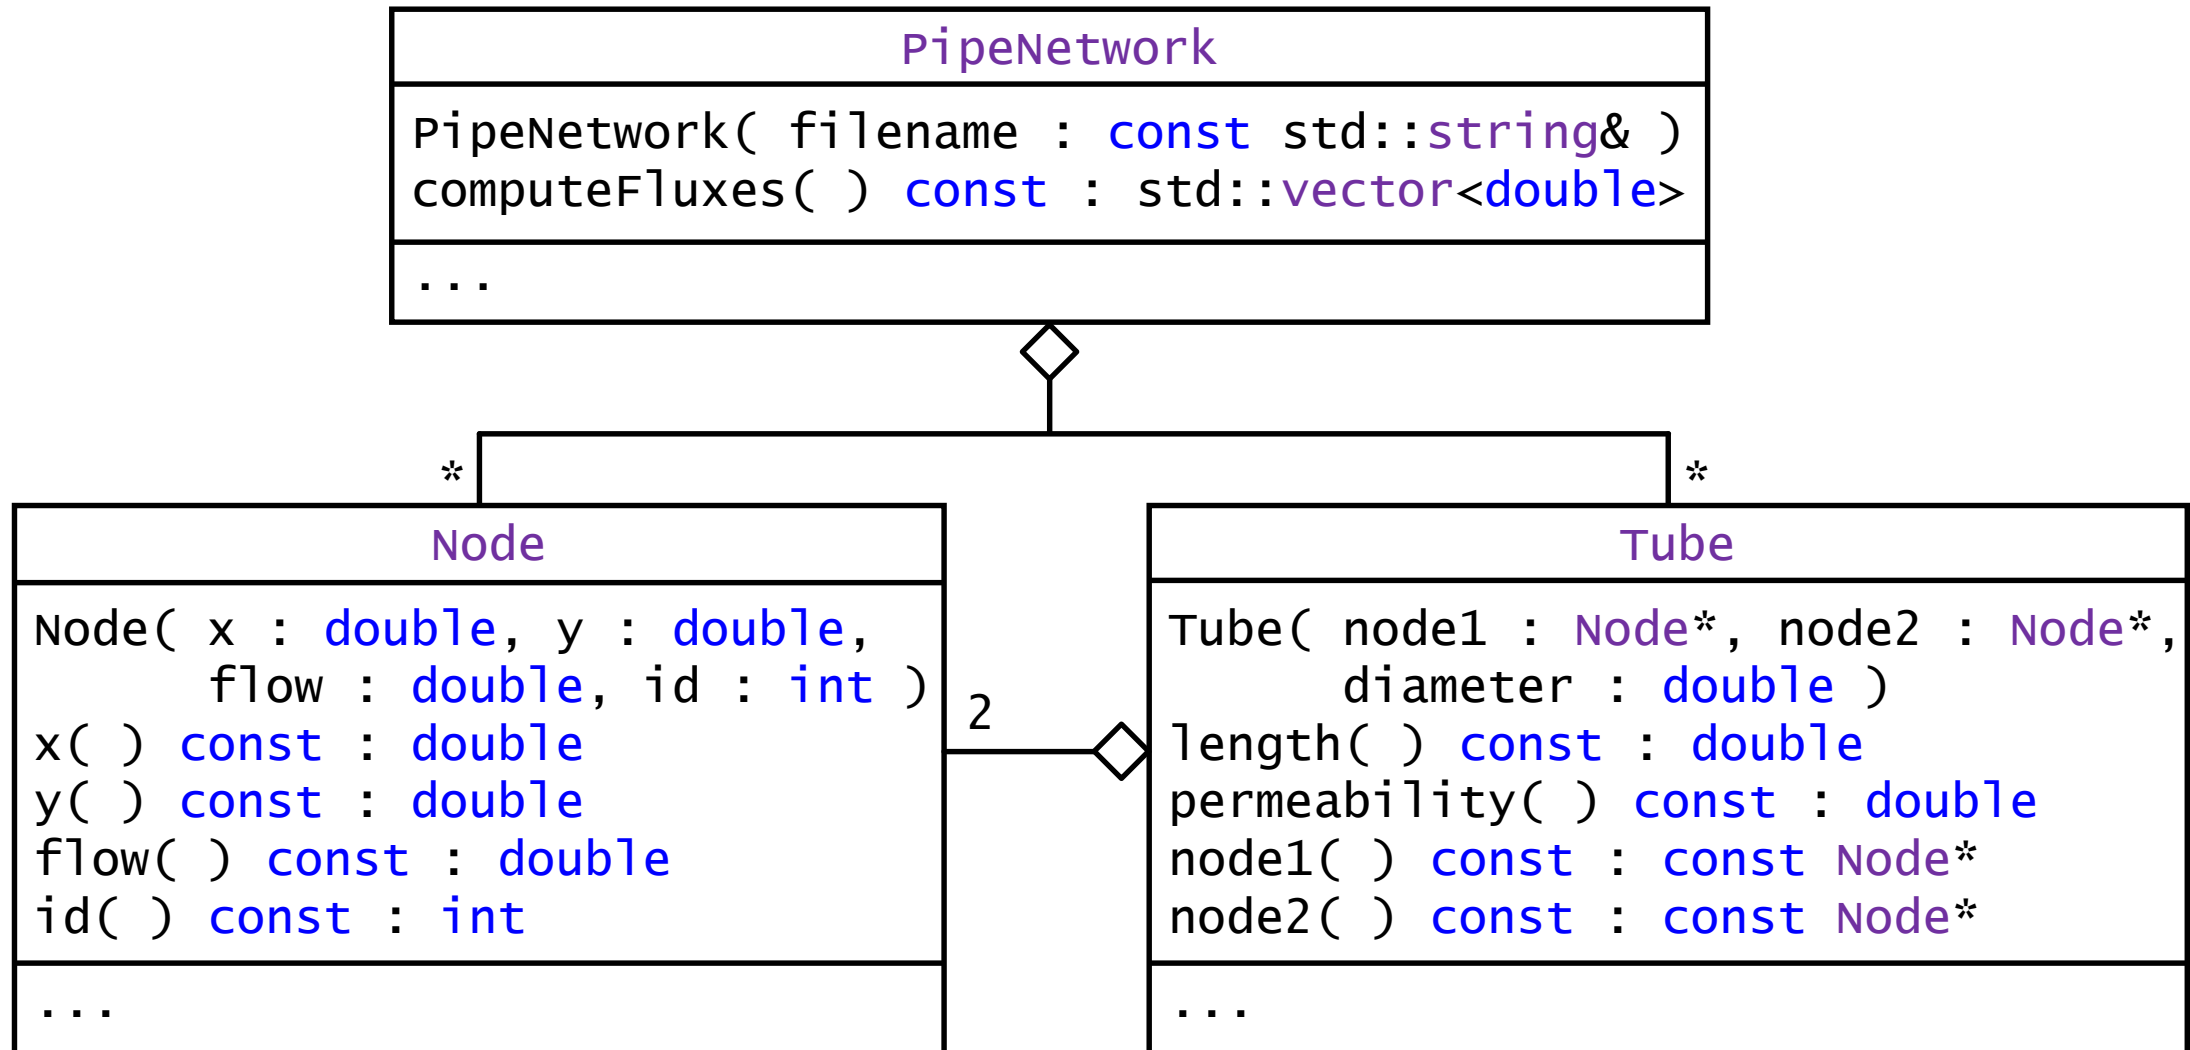 PipeNetwork
PipeNetwork( filename : const std::string& )
computeFluxes( ) const : std::vector<double>
...
*
*
Node
Node( x : double, y : double,
flow : double, id : int )
x( ) const : double
y( ) const : double
flow( ) const : double
id( ) const : int
...
2
Tube
Tube( node1 : Node*, node2 : Node*,
diameter : double )
length( ) const : double
permeability( ) const : double
node1( ) const : const Node*
node2( ) const : const Node*
...